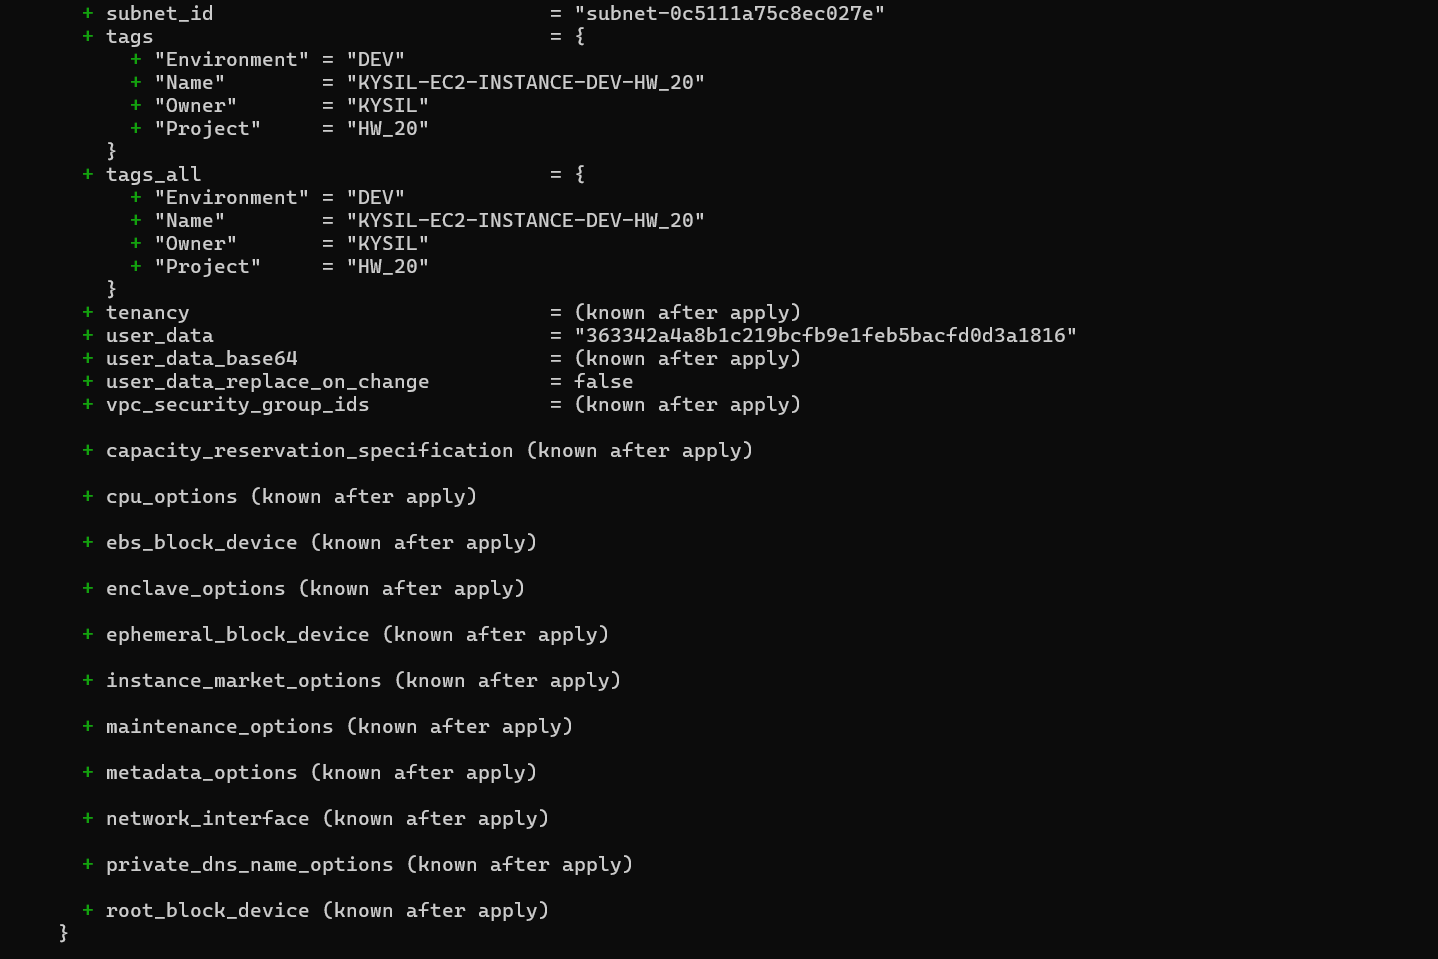 + subnet_id                            = "subnet-0c5111a75c8ec027e"
+ tags                                 = {
    + "Environment" = "DEV"
    + "Name"        = "KYSIL-EC2-INSTANCE-DEV-HW_20"
    + "Owner"       = "KYSIL"
    + "Project"     = "HW_20"
  }
+ tags_all                             = {
    + "Environment" = "DEV"
    + "Name"        = "KYSIL-EC2-INSTANCE-DEV-HW_20"
    + "Owner"       = "KYSIL"
    + "Project"     = "HW_20"
  }
+ tenancy                              = (known after apply)
+ user_data                            = "363342a4a8b1c219bcfb9e1feb5bacfd0d3a1816"
+ user_data_base64                     = (known after apply)
+ user_data_replace_on_change          = false
+ vpc_security_group_ids               = (known after apply)
+ capacity_reservation_specification (known after apply)
+ cpu_options (known after apply)
+ ebs_block_device (known after apply)
+ enclave_options (known after apply)
+ ephemeral_block_device (known after apply)
+ instance_market_options (known after apply)
+ maintenance_options (known after apply)
+ metadata_options (known after apply)
+ network_interface (known after apply)
+ private_dns_name_options (known after apply)
+ root_block_device (known after apply)
}